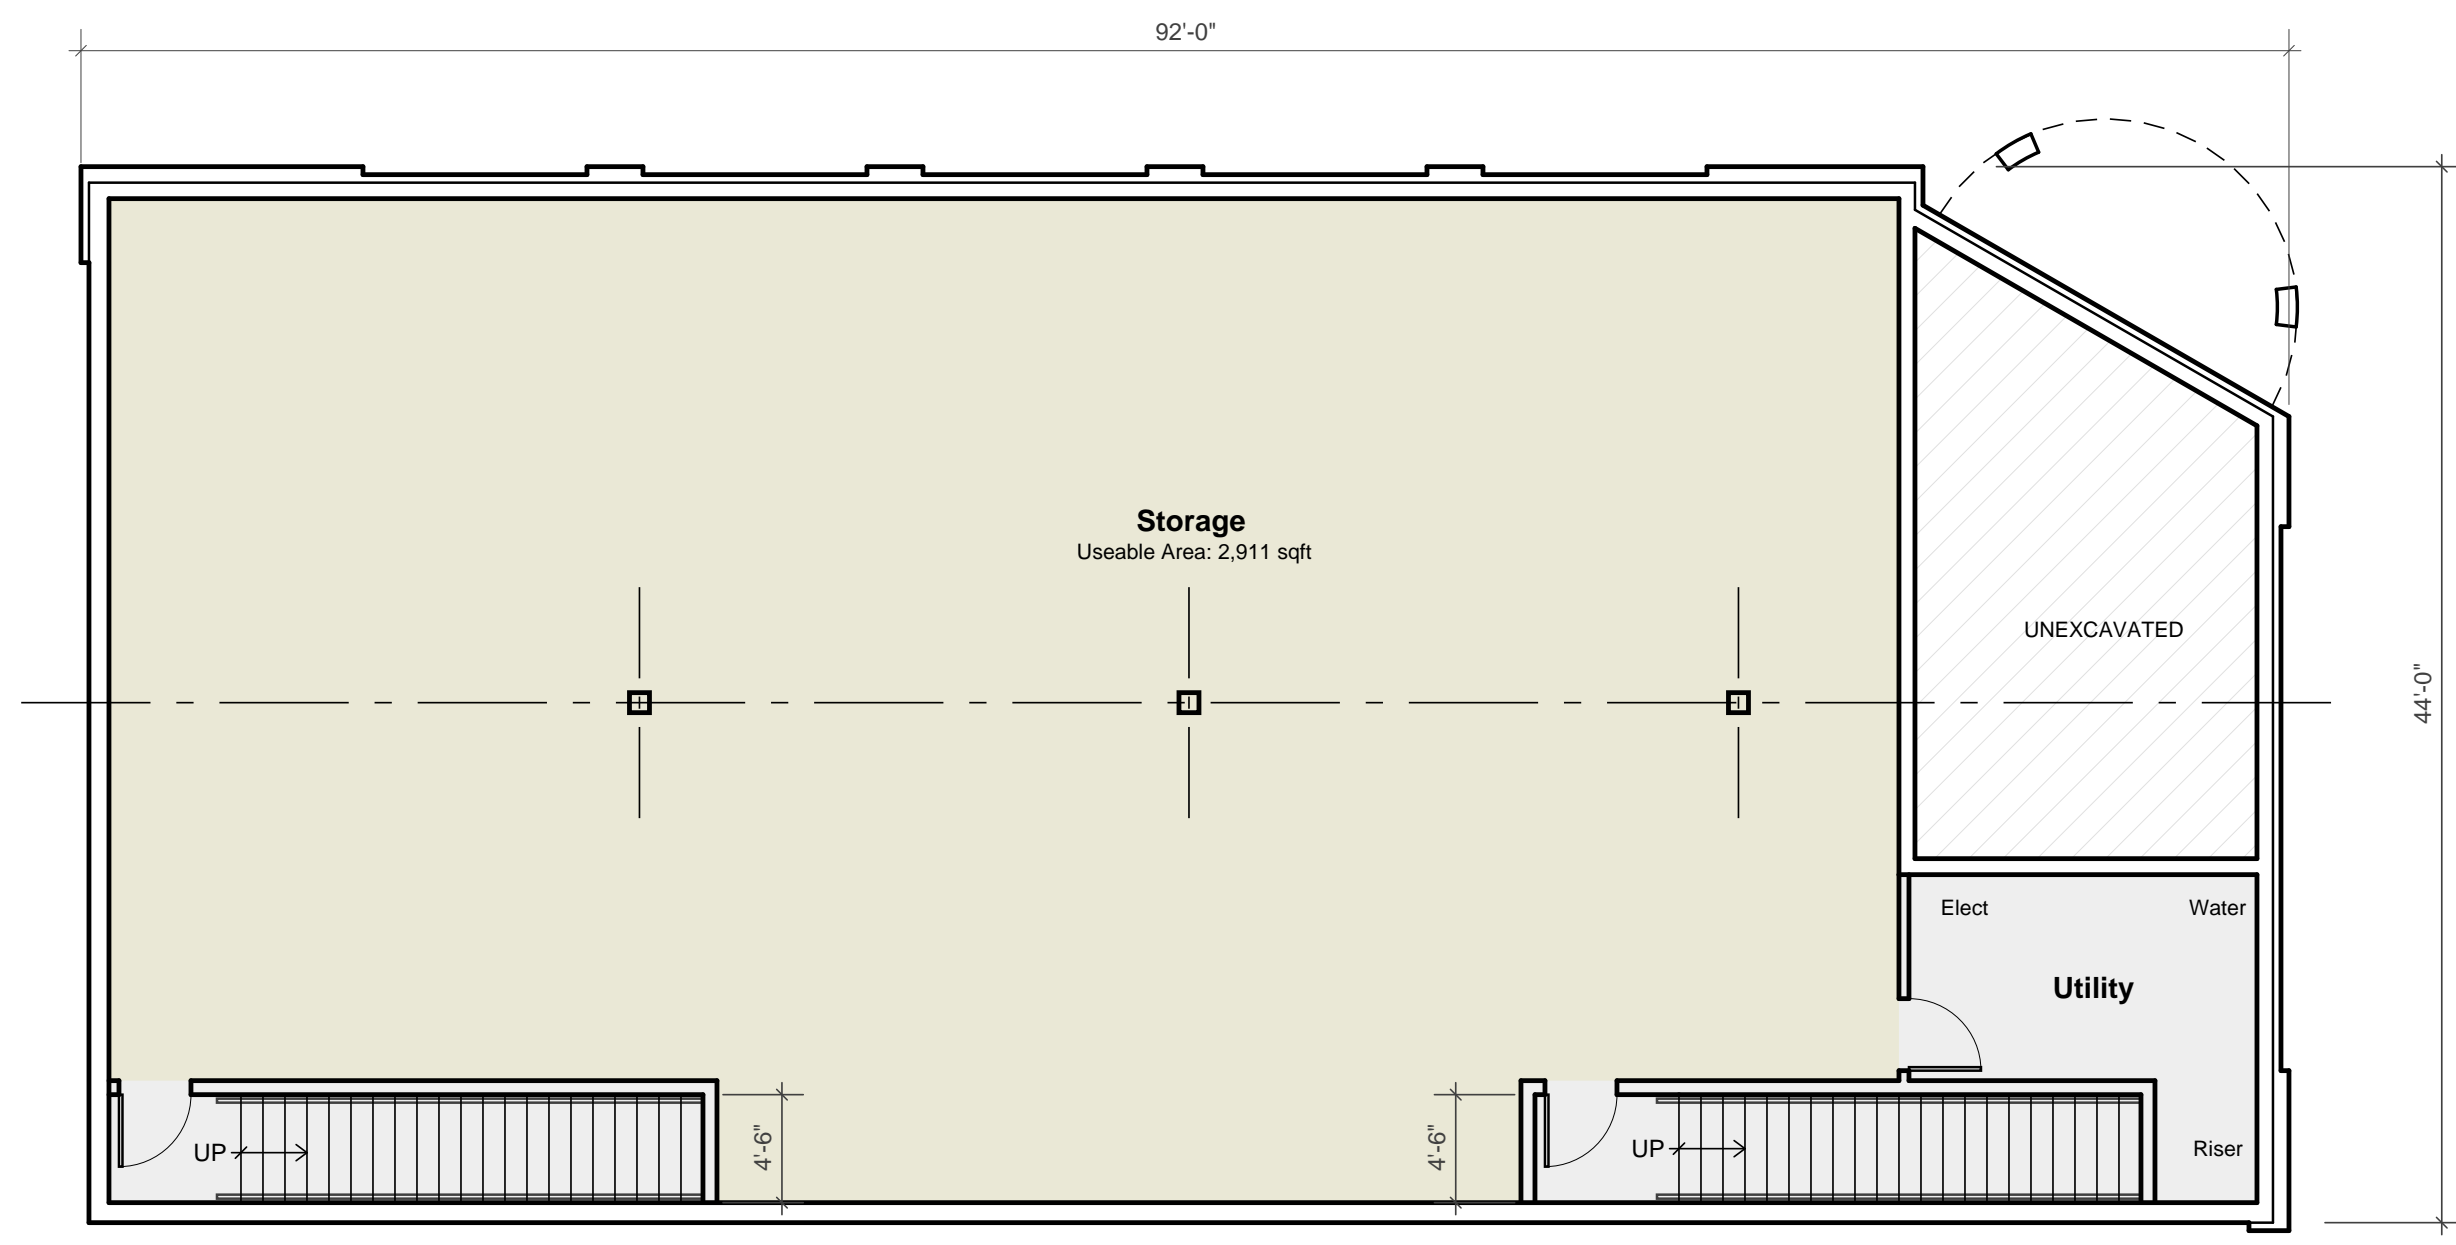 92'-0"
Storage
Useable Area: 2,911 sqft
UNEXCAVATED
44'-0"
Elect
Water
Utility
UP
4'-6"
4'-6"
UP
Riser